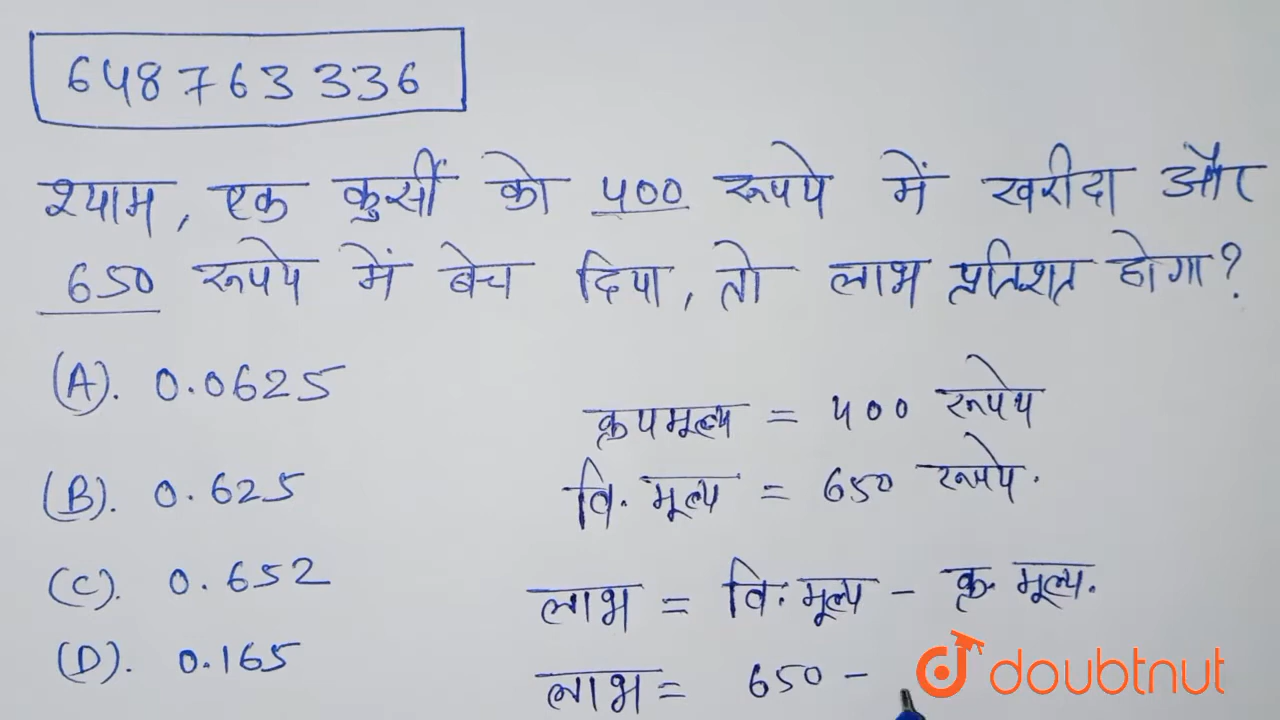 648763336
श्याम, एक कुर्सी को 400 रूपये में खरीदा और
650 रूपये में बेच दिया, तो लाभ प्रतिशत होगा?
(A). 0.0625
(B). 0.625
(C). 0.652
(D). 0.165
क्रयमूल्य = 400 रूपये
वि. मूल्य = 650 रूपये.
लाभ = वि. मूल्य - क्र. मूल्य.
लाभ = 650 -
doubtnut